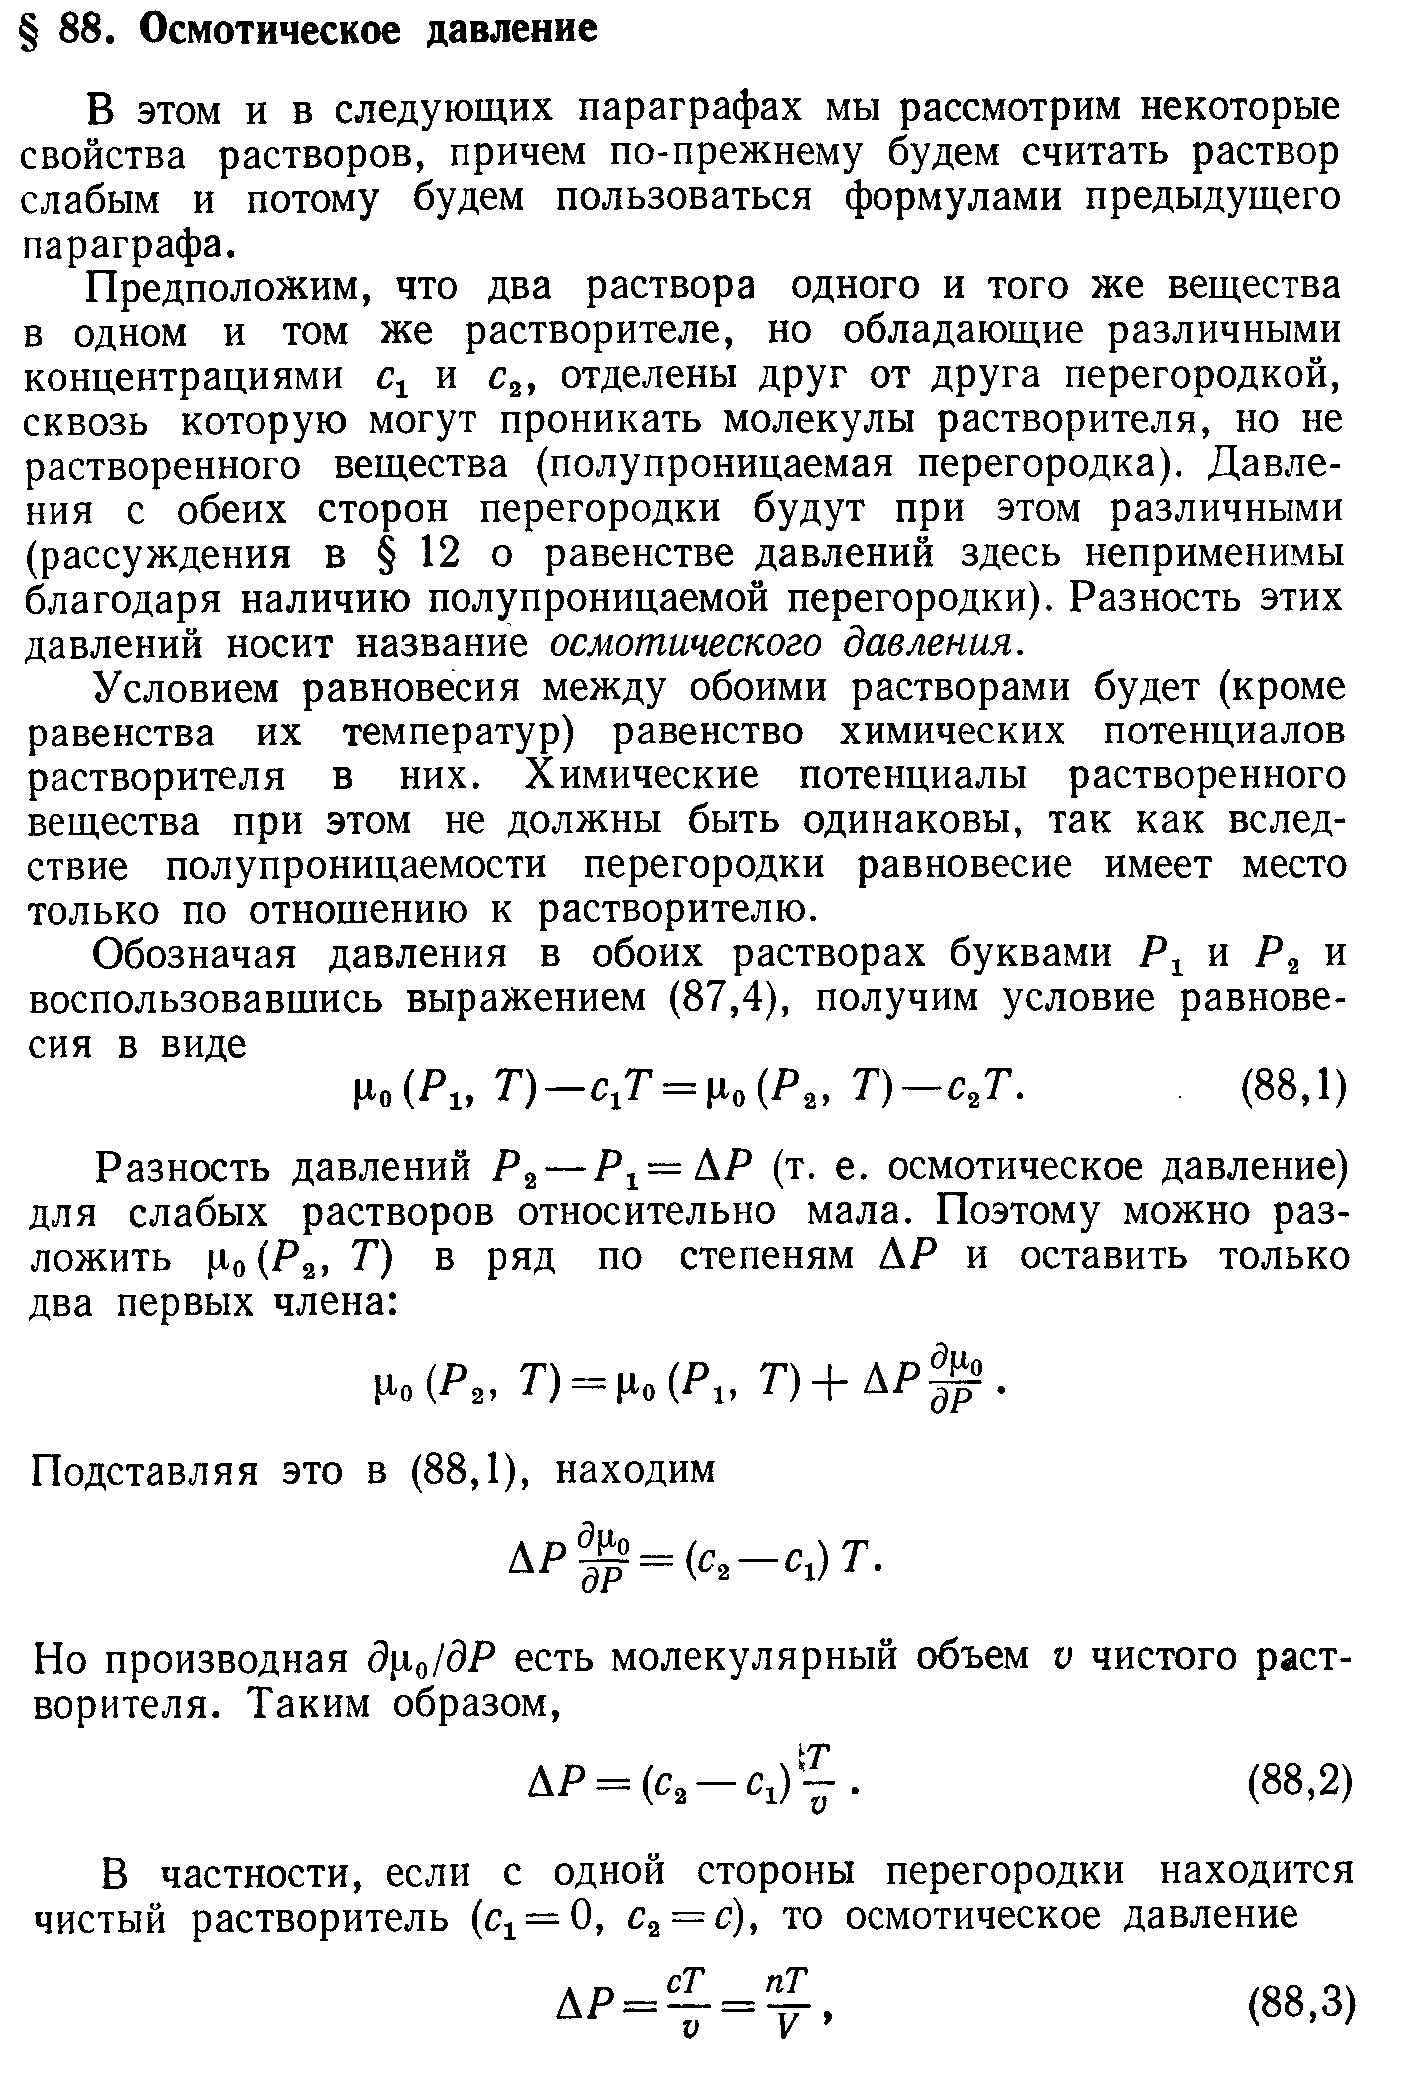 § 88. Осмотическое давление
В этом и в следующих параграфах мы рассмотрим некоторые
свойства растворов, причем по-прежнему будем считать раствор
слабым и потому будем пользоваться формулами предыдущего
параграфа.
Предположим, что два раствора одного и того же вещества
в одном и том же растворителе, но обладающие различными
концентрациями c₁ и c₂, отделены друг от друга перегородкой,
сквозь которую могут проникать молекулы растворителя, но не
растворенного вещества (полупроницаемая перегородка). Давле-
ния с обеих сторон перегородки будут при этом различными
(рассуждения в § 12 о равенстве давлений здесь неприменимы
благодаря наличию полупроницаемой перегородки). Разность этих
давлений носит название осмотического давления.
Условием равновесия между обоими растворами будет (кроме
равенства их температур) равенство химических потенциалов
растворителя в них. Химические потенциалы растворенного
вещества при этом не должны быть одинаковы, так как вслед-
ствие полупроницаемости перегородки равновесие имеет место
только по отношению к растворителю.
Обозначая давления в обоих растворах буквами P₁ и P₂ и
воспользовавшись выражением (87,4), получим условие равнове-
сия в виде
μ₀ (P₁, T) — c₁T = μ₀ (P₂, T) — c₂T. (88,1)
Разность давлений P₂ — P₁ = ΔP (т. е. осмотическое давление)
для слабых растворов относительно мала. Поэтому можно раз-
ложить μ₀ (P₂, T) в ряд по степеням ΔP и оставить только
два первых члена:
μ₀ (P₂, T) = μ₀ (P₁, T) + ΔP ∂μ₀/∂P .
Подставляя это в (88,1), находим
ΔP ∂μ₀/∂P = (c₂ — c₁) T.
Но производная ∂μ₀/∂P есть молекулярный объем v чистого раст-
ворителя. Таким образом,
ΔP = (c₂ — c₁) T/v . (88,2)
В частности, если с одной стороны перегородки находится
чистый растворитель (c₁ = 0, c₂ = c), то осмотическое давление
ΔP = cT/v = nT/V , (88,3)